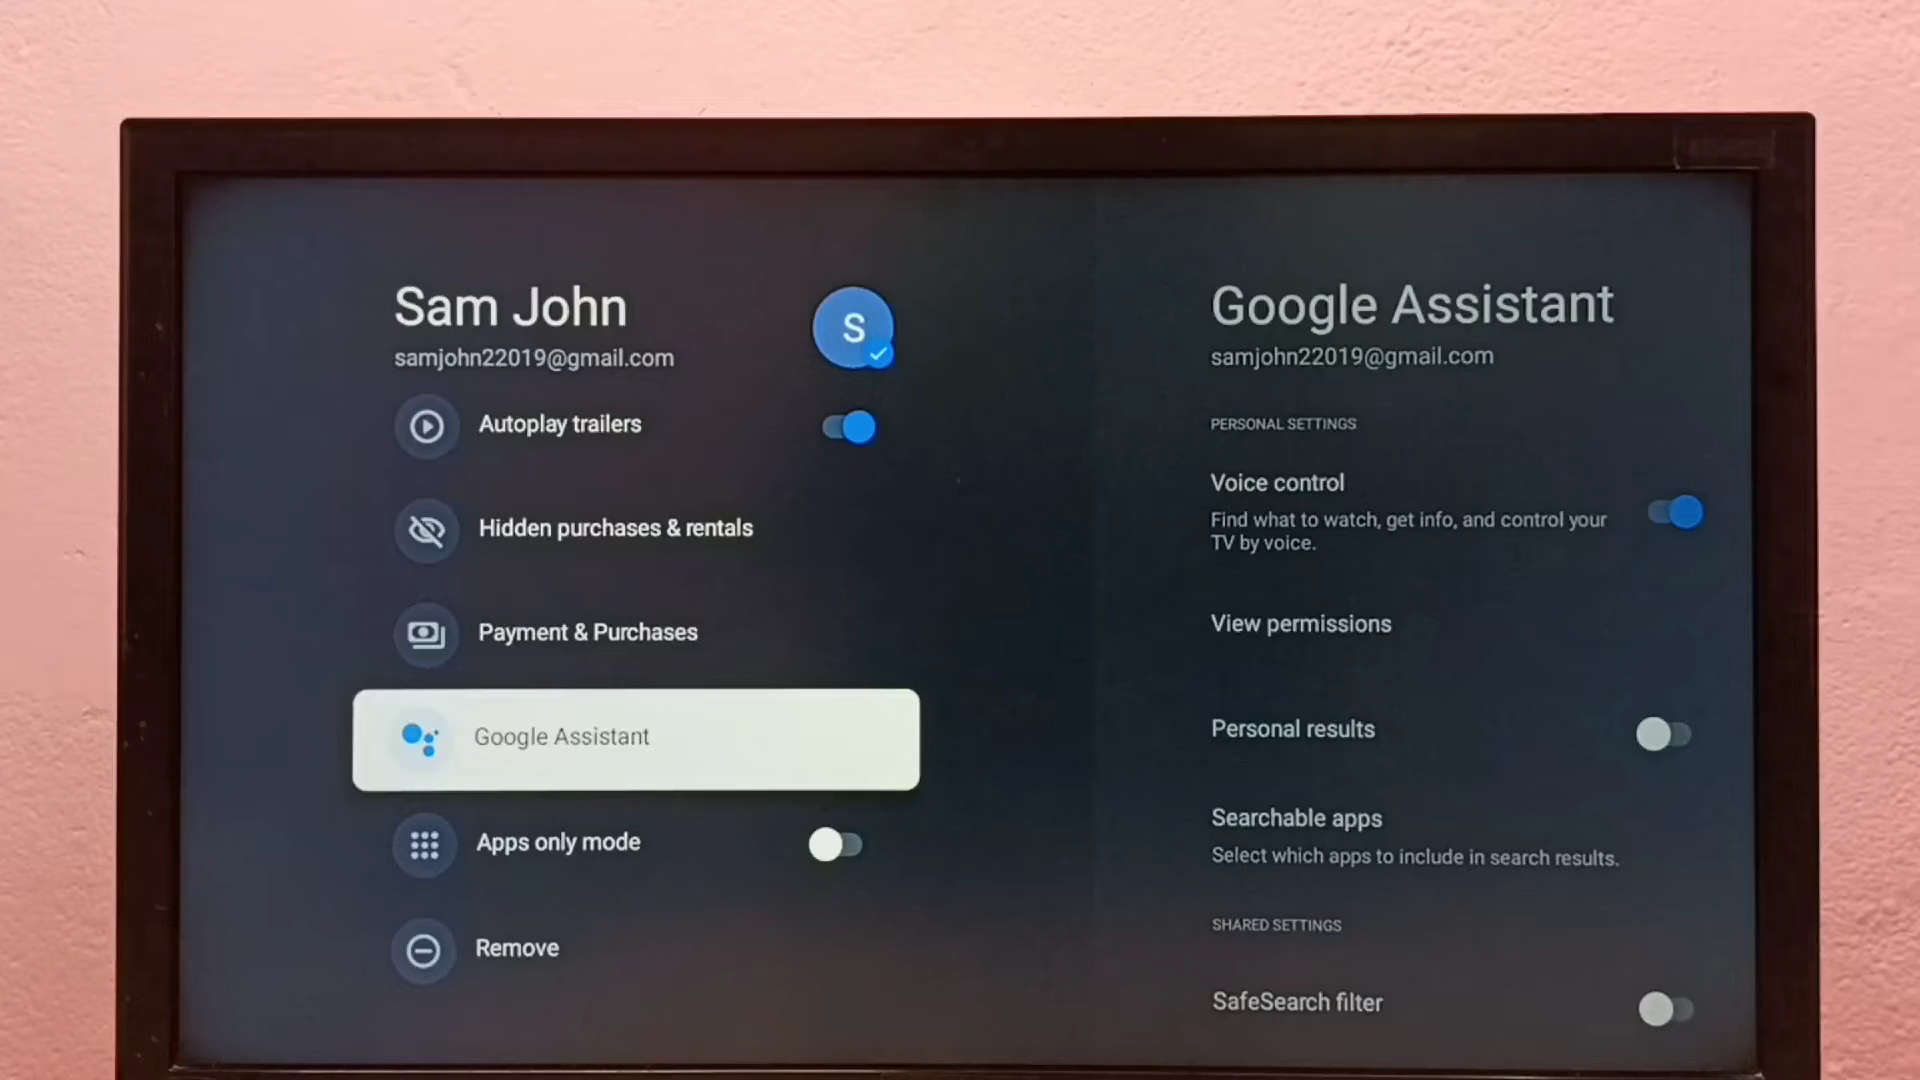 Sam John
samjohn22019@gmail.com
S
Autoplay trailers
Hidden purchases & rentals
Payment & Purchases
Google Assistant
Apps only mode
Remove
Google Assistant
samjohn22019@gmail.com
PERSONAL SETTINGS
Voice control
Find what to watch, get info, and control your
TV by voice.
View permissions
Personal results
Searchable apps
Select which apps to include in search results.
SHARED SETTINGS
SafeSearch filter